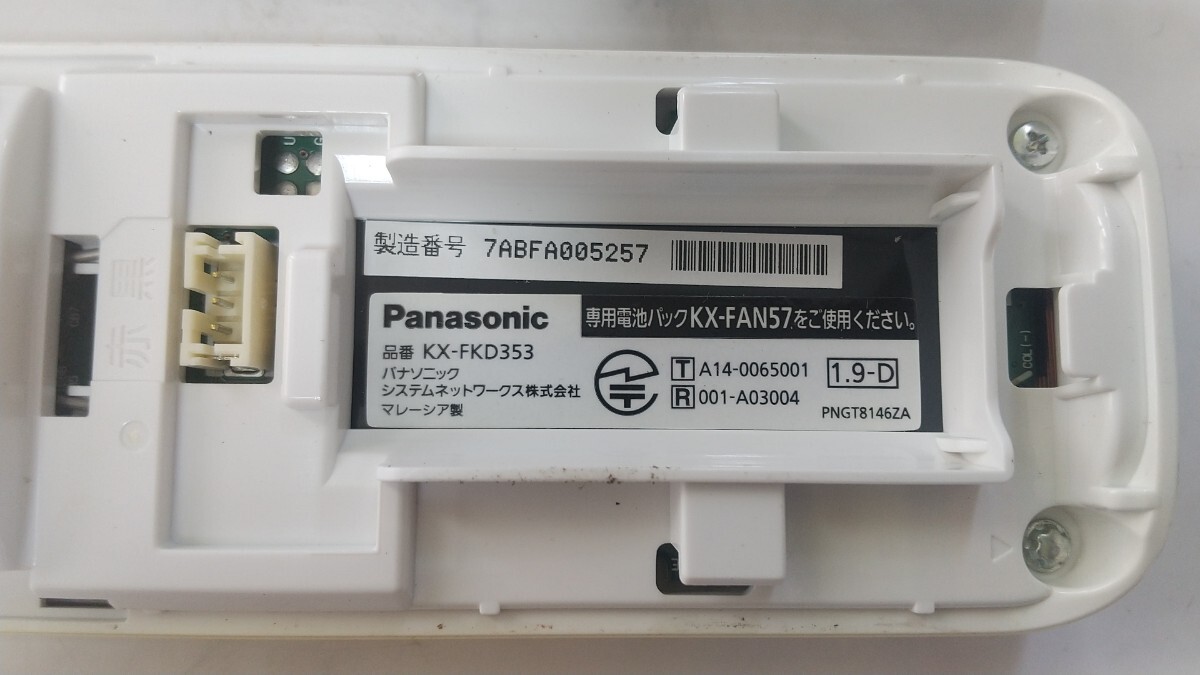 製造番号 7ABFA005257
Panasonic
専用電池パックKX-FAN57をご使用ください。
品番 KX-FKD353
パナソニック
システムネットワークス株式会社
マレーシア製
T A14-0065001
R 001-A03004
1.9-D
PNGT8146ZA
赤 黒
COL(-)